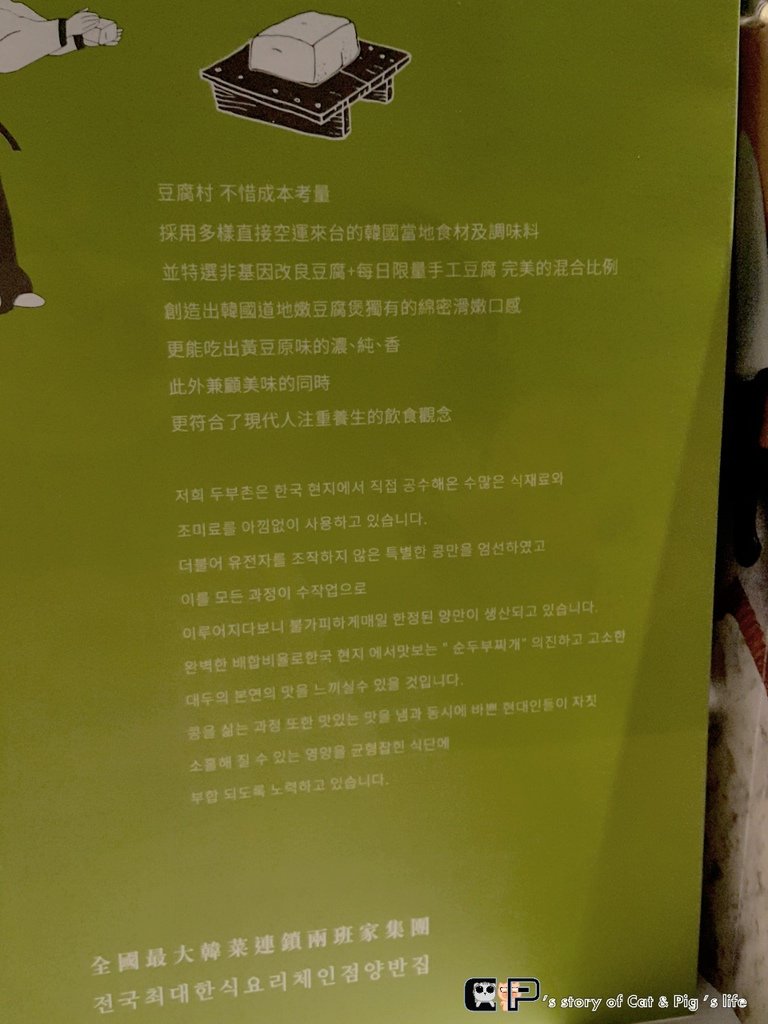 豆腐村 不惜成本考量
採用多樣直接空運來台的韓國當地食材及調味料
並特選非基因改良豆腐+每日限量手工豆腐 完美的混合比例
創造出韓國道地嫩豆腐煲獨有的綿密滑嫩口感
更能吃出黃豆原味的濃、純、香
此外兼顧美味的同時
更符合了現代人注重養生的飲食觀念
저희 두부촌은 한국 현지에서 직접 공수해온 수많은 식재료와
조미료를 아낌없이 사용하고 있습니다.
더불어 유전자를 조작하지 않은 특별한 콩만을 엄선하였고
이를 모든 과정이 수작업으로
이루어지다보니 불가피하게매일 한정된 양만이 생산되고 있습니다.
완벽한 배합비율로한국 현지 에서맛보는 " 순두부찌개" 의진하고 고소한
대두의 본연의 맛을 느끼실수 있을 것입니다.
콩을 삶는 과정 또한 맛있는 맛을 냄과 동시에 바쁜 현대인들이 자칫
소홀해 질 수 있는 영양을 균형잡힌 식단에
부합 되도록 노력하고 있습니다.
全國最大韓菜連鎖兩班家集團
전국최대한식요리체인점양반집
CP's story of Cat & Pig's life